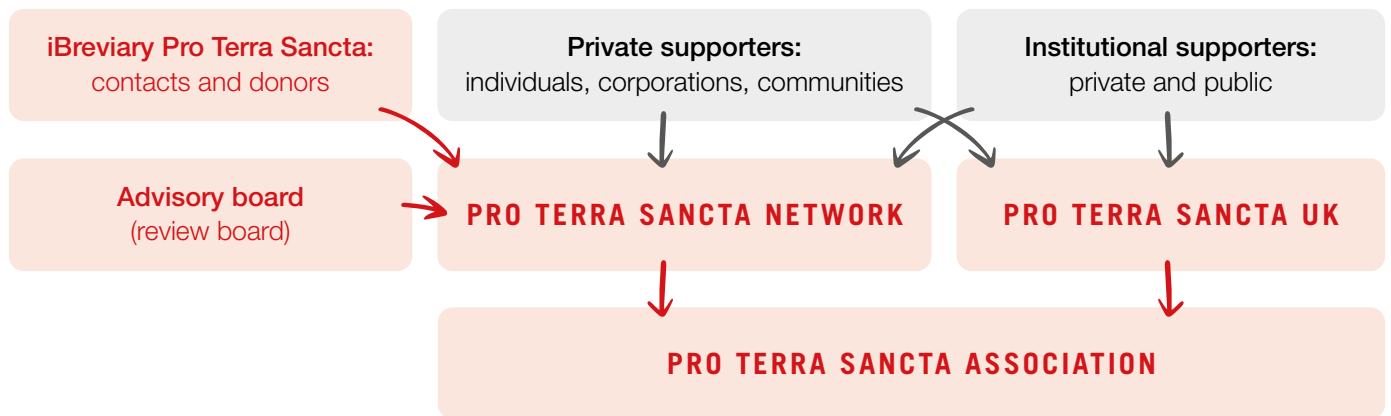 iBreviary Pro Terra Sancta:
contacts and donors
Private supporters:
individuals, corporations, communities
Institutional supporters:
private and public
Advisory board
(review board)
PRO TERRA SANCTA NETWORK
PRO TERRA SANCTA UK
PRO TERRA SANCTA ASSOCIATION